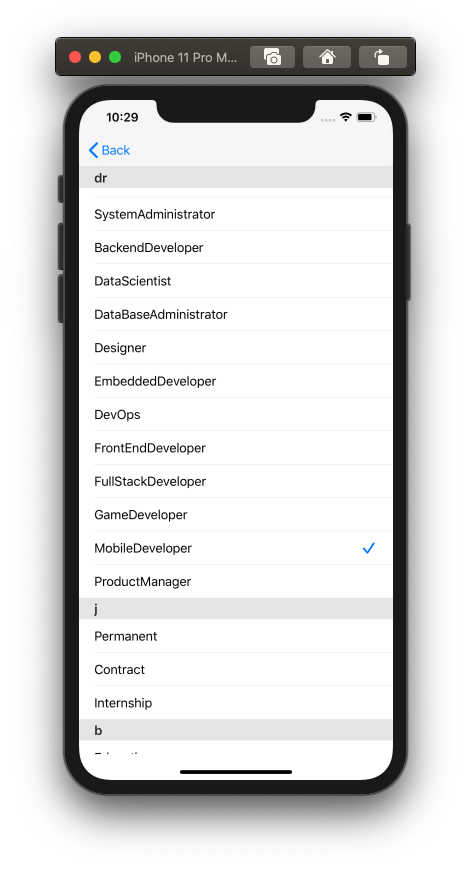 iPhone 11 Pro M...
10:29
Back
dr
SystemAdministrator
BackendDeveloper
DataScientist
DataBaseAdministrator
Designer
EmbeddedDeveloper
DevOps
FrontEndDeveloper
FullStackDeveloper
GameDeveloper
MobileDeveloper
ProductManager
j
Permanent
Contract
Internship
b